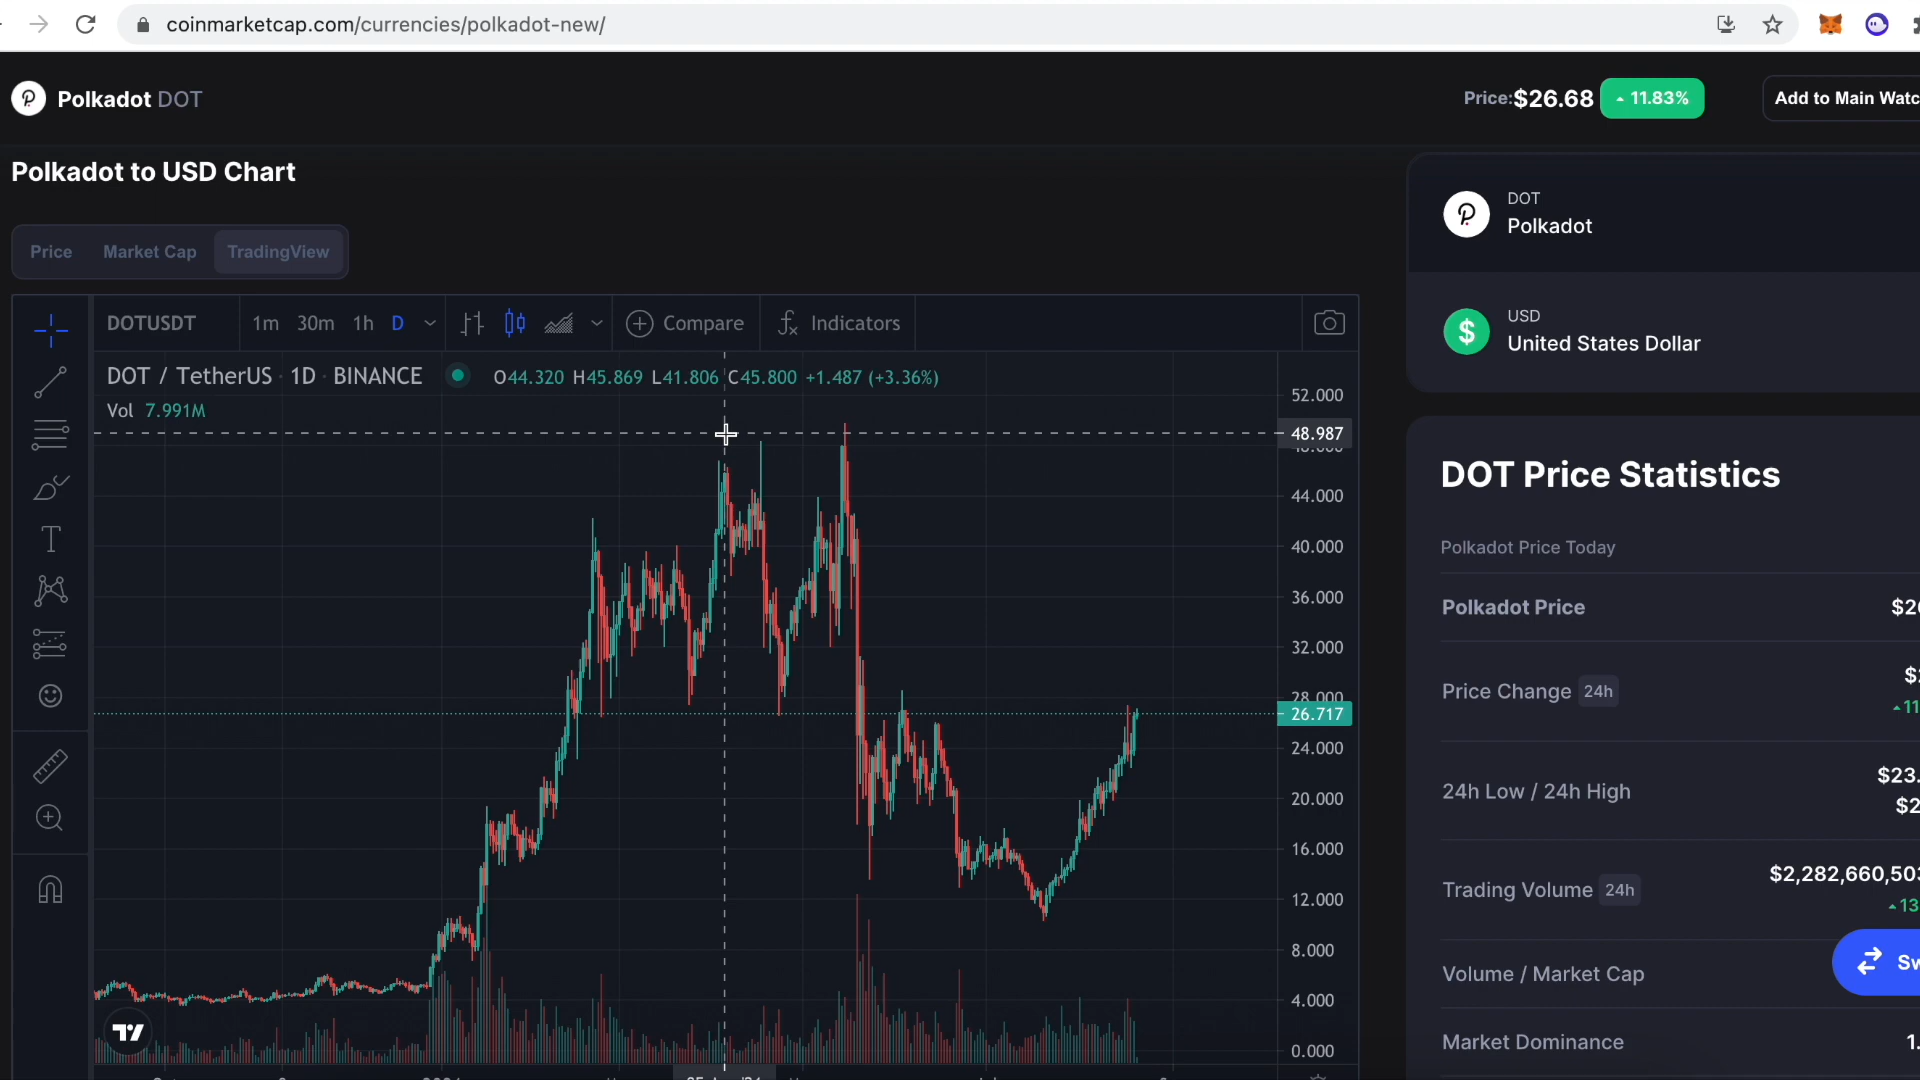 coinmarketcap.com/currencies/polkadot-new/
Polkadot DOT
Price:$26.68 11.83%
Add to Main Watc
Polkadot to USD Chart
Price Market Cap TradingView
DOTUSDT 1m 30m 1h D Compare Indicators
DOT / TetherUS · 1D · BINANCE O44.320 H45.869 L41.806 C45.800 +1.487 (+3.36%)
Vol 7.991M
52.000
48.987
44.000
40.000
36.000
32.000
28.000
26.717
24.000
20.000
16.000
12.000
8.000
4.000
0.000
DOT
Polkadot
USD
United States Dollar
DOT Price Statistics
Polkadot Price Today
Polkadot Price
Price Change 24h
24h Low / 24h High
$23.
Trading Volume 24h
$2,282,660,503
Volume / Market Cap
Market Dominance